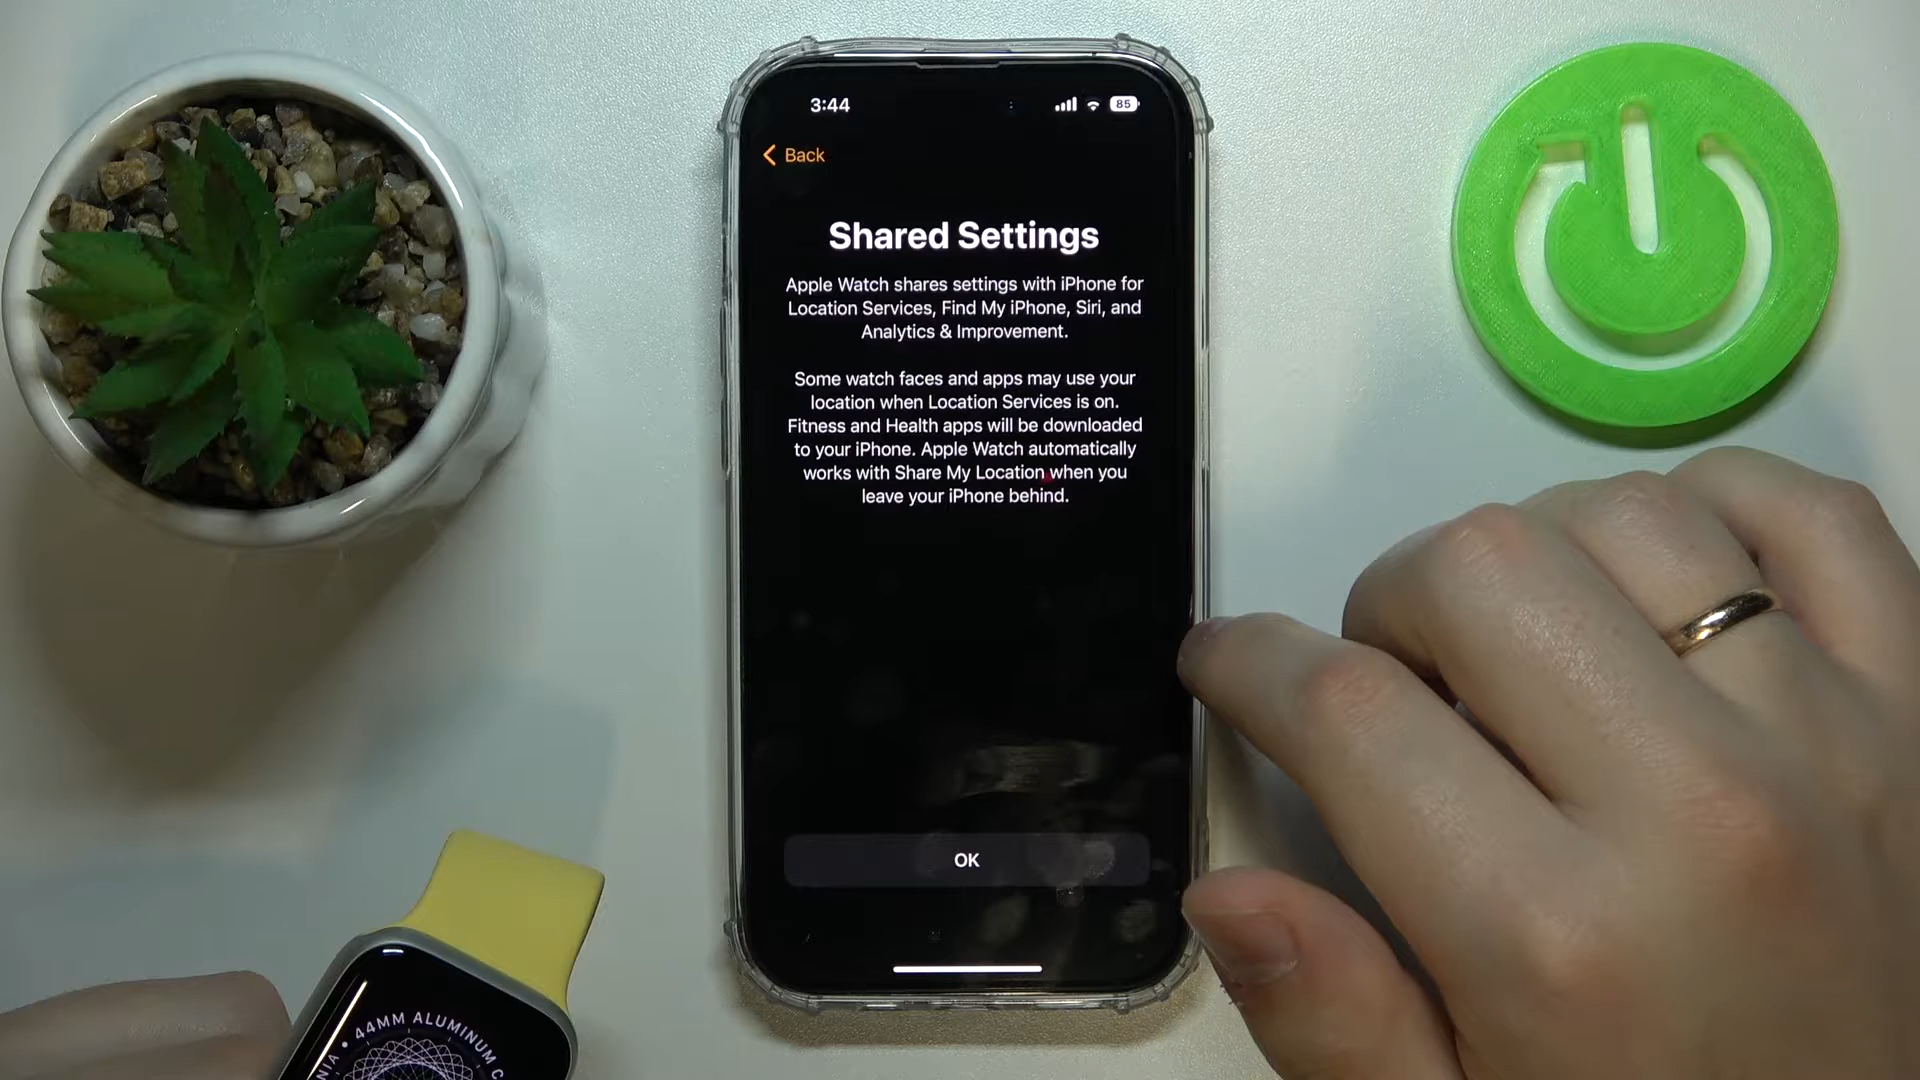 3:44
85
Back
Shared Settings
Apple Watch shares settings with iPhone for
Location Services, Find My iPhone, Siri, and
Analytics & Improvement.
Some watch faces and apps may use your
location when Location Services is on.
Fitness and Health apps will be downloaded
to your iPhone. Apple Watch automatically
works with Share My Location when you
leave your iPhone behind.
OK
• 44MM ALUMINUM